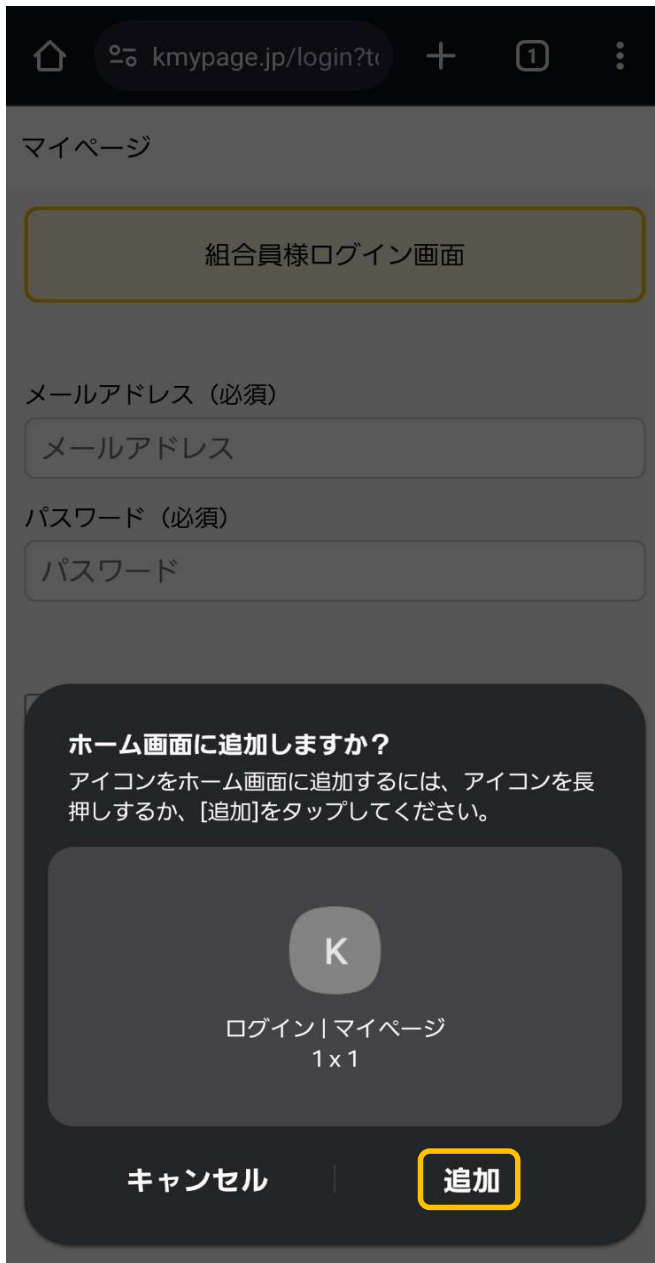 kmypage.jp/login?to
1
マイページ
組合員様ログイン画面
メールアドレス（必須）
メールアドレス
パスワード（必須）
パスワード
ホーム画面に追加しますか？
アイコンをホーム画面に追加するには、アイコンを長
押しするか、[追加]をタップしてください。
K
ログイン | マイページ
1 x 1
キャンセル
追加